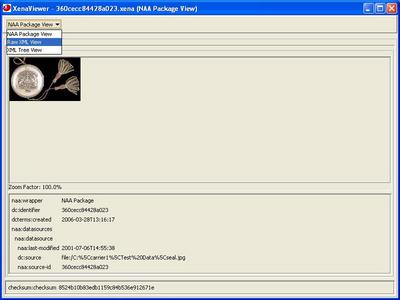 XenaViewer - 360cecc84428a023.xena (NAA Package View)
NAA Package View
NAA Package View
Raw XML View
XML Tree View
Zoom Factor: 100.0%
naa:wrapper NAA Package
dc:identifier 360cecc84428a023
dcterms:created 2006-03-28T13:16:17
naa:datasources
naa:datasource
naa:last-modified 2001-07-06T14:55:38
dc:source file:/C:%5CCarrier1%5CTest%20Data%5Cseal.jpg
naa:source-id 360cecc84428a023
checksum:checksum 8524b10b83edb1159c84b536e912671e